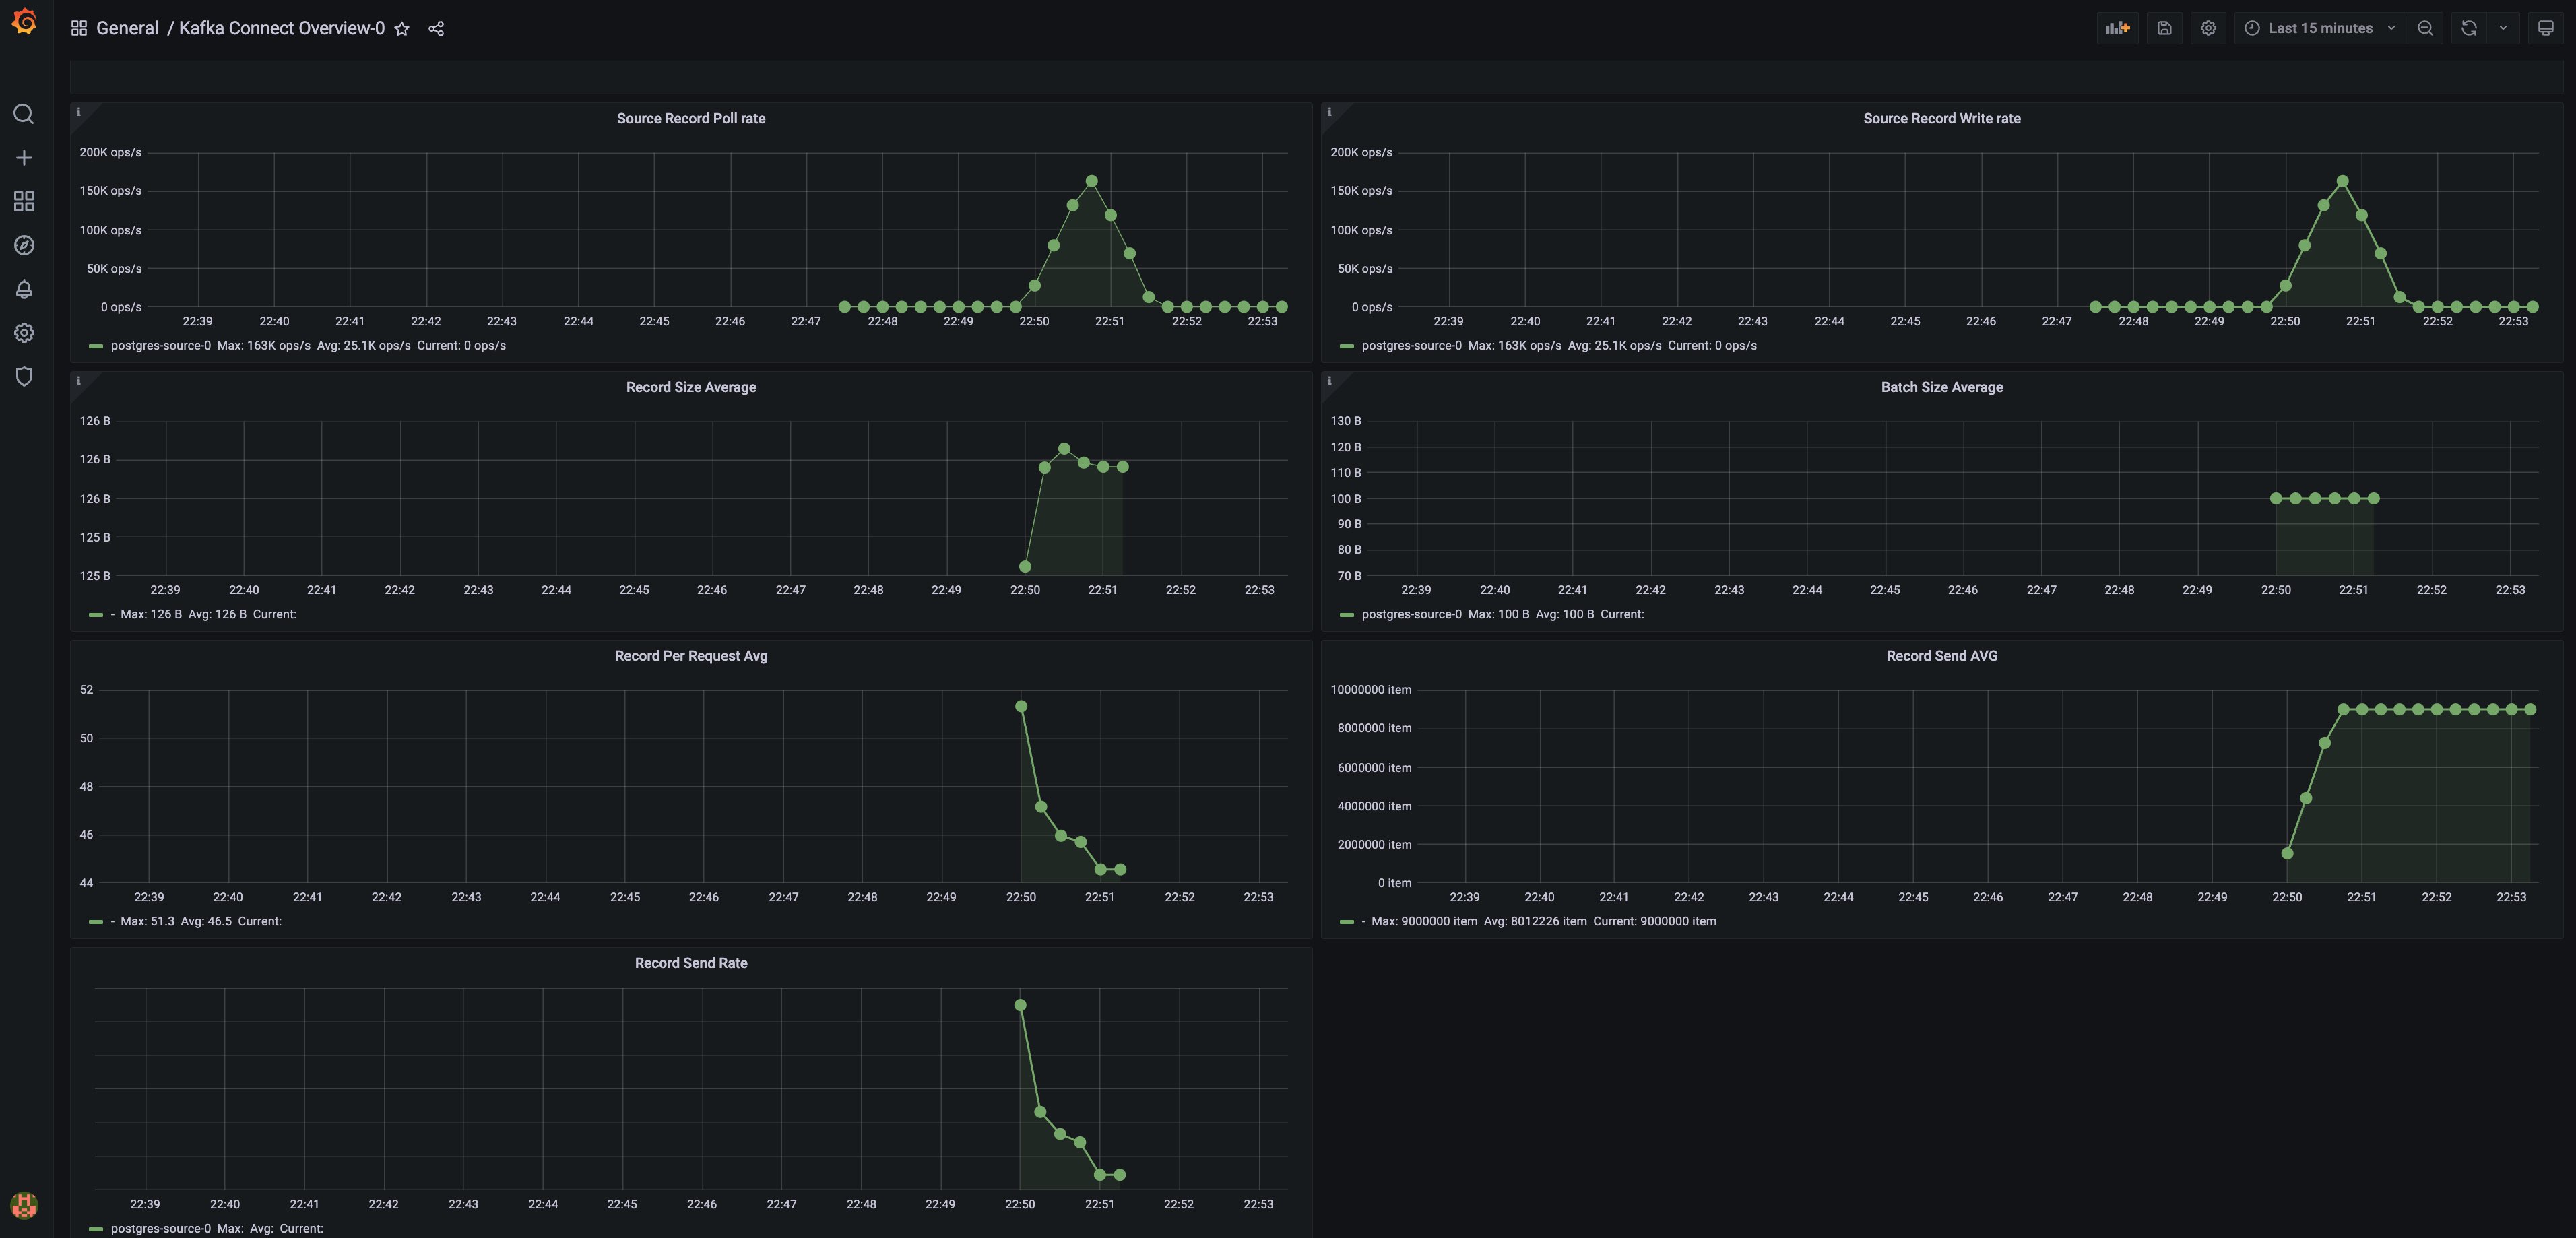 General / Kafka Connect Overview-0
Last 15 minutes
Source Record Poll rate
200K ops/s
150K ops/s
100K ops/s
50K ops/s
0 ops/s
22:39 22:40 22:41 22:42 22:43 22:44 22:45 22:46 22:47 22:48 22:49 22:50 22:51 22:52 22:53
postgres-source-0 Max: 163K ops/s Avg: 25.1K ops/s Current: 0 ops/s
Source Record Write rate
200K ops/s
150K ops/s
100K ops/s
50K ops/s
0 ops/s
22:39 22:40 22:41 22:42 22:43 22:44 22:45 22:46 22:47 22:48 22:49 22:50 22:51 22:52 22:53
postgres-source-0 Max: 163K ops/s Avg: 25.1K ops/s Current: 0 ops/s
Record Size Average
126 B
126 B
126 B
125 B
125 B
22:39 22:40 22:41 22:42 22:43 22:44 22:45 22:46 22:47 22:48 22:49 22:50 22:51 22:52 22:53
- Max: 126 B Avg: 126 B Current:
Batch Size Average
130 B
120 B
110 B
100 B
90 B
80 B
70 B
22:39 22:40 22:41 22:42 22:43 22:44 22:45 22:46 22:47 22:48 22:49 22:50 22:51 22:52 22:53
postgres-source-0 Max: 100 B Avg: 100 B Current:
Record Per Request Avg
52
50
48
46
44
22:39 22:40 22:41 22:42 22:43 22:44 22:45 22:46 22:47 22:48 22:49 22:50 22:51 22:52 22:53
- Max: 51.3 Avg: 46.5 Current:
Record Send AVG
10000000 item
8000000 item
6000000 item
4000000 item
2000000 item
0 item
22:39 22:40 22:41 22:42 22:43 22:44 22:45 22:46 22:47 22:48 22:49 22:50 22:51 22:52 22:53
- Max: 9000000 item Avg: 8012226 item Current: 9000000 item
Record Send Rate
22:39 22:40 22:41 22:42 22:43 22:44 22:45 22:46 22:47 22:48 22:49 22:50 22:51 22:52 22:53
postgres-source-0 Max: Avg: Current: